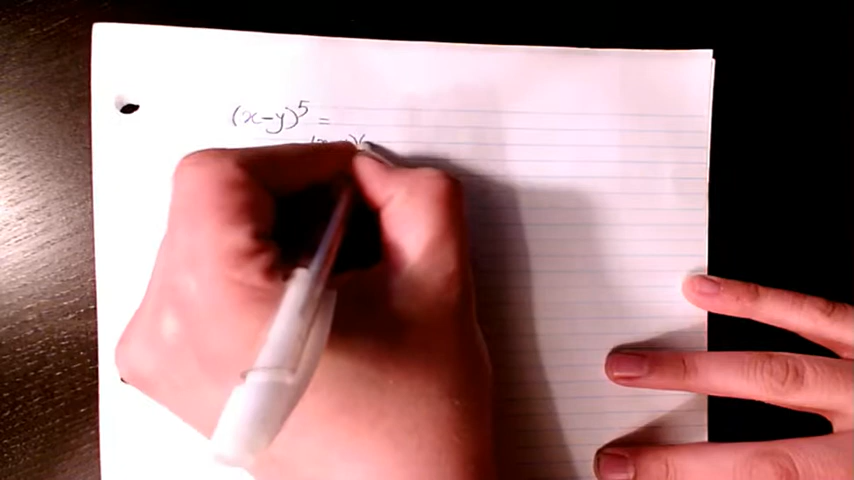 (x-y)⁵ =